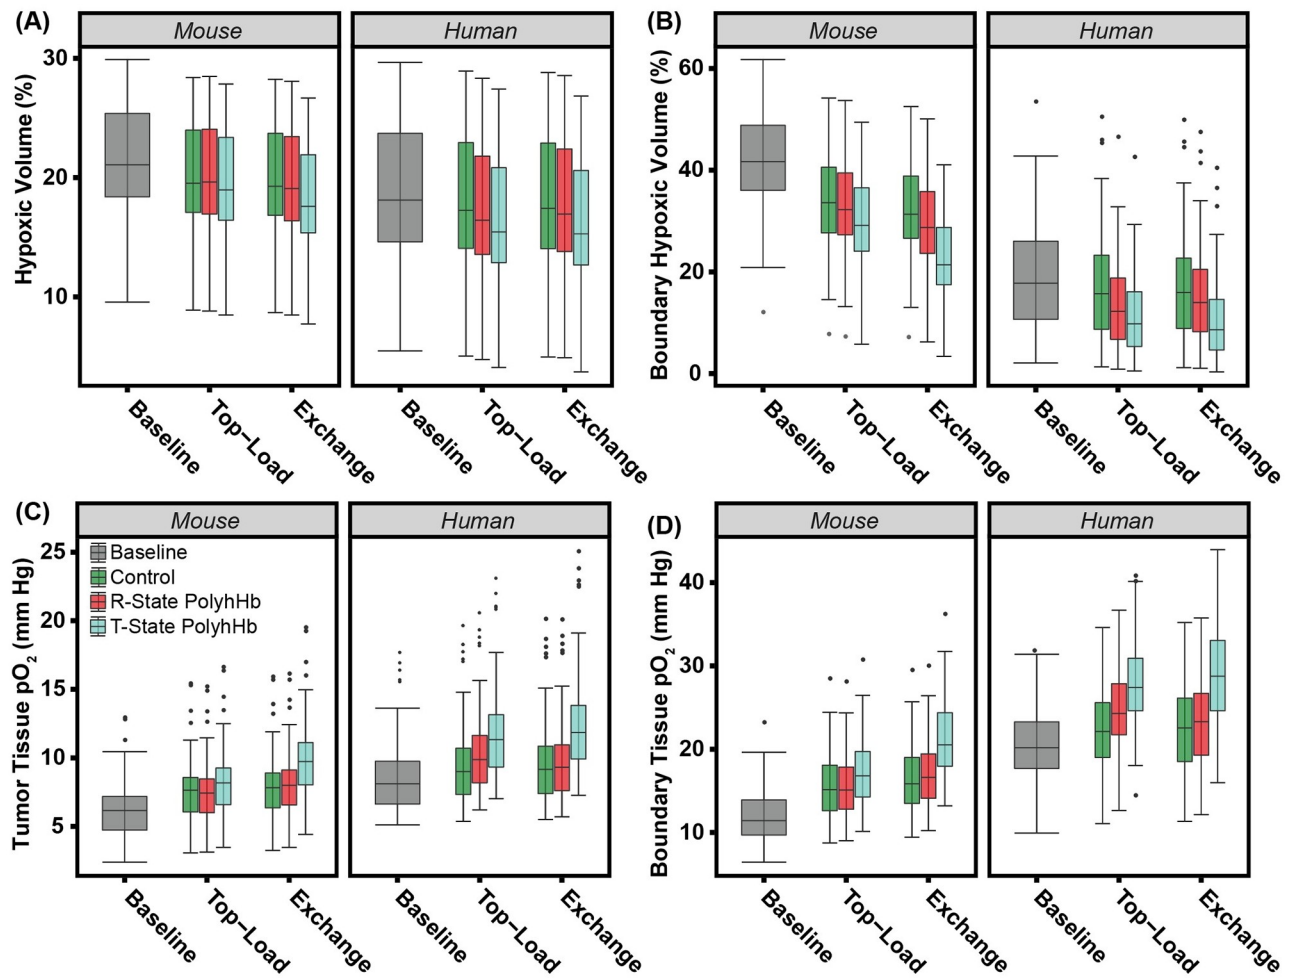 (A)
Mouse
Human
Hypoxic Volume (%)
30
20
10
Baseline
Top-Load
Exchange
Baseline
Top-Load
Exchange
(B)
Mouse
Human
Boundary Hypoxic Volume (%)
60
40
20
0
Baseline
Top-Load
Exchange
Baseline
Top-Load
Exchange
(C)
Mouse
Human
Tumor Tissue pO2 (mm Hg)
25
20
15
10
5
Baseline
Control
R-State PolyhHb
T-State PolyhHb
Baseline
Top-Load
Exchange
Baseline
Top-Load
Exchange
(D)
Mouse
Human
Boundary Tissue pO2 (mm Hg)
40
30
20
10
Baseline
Top-Load
Exchange
Baseline
Top-Load
Exchange